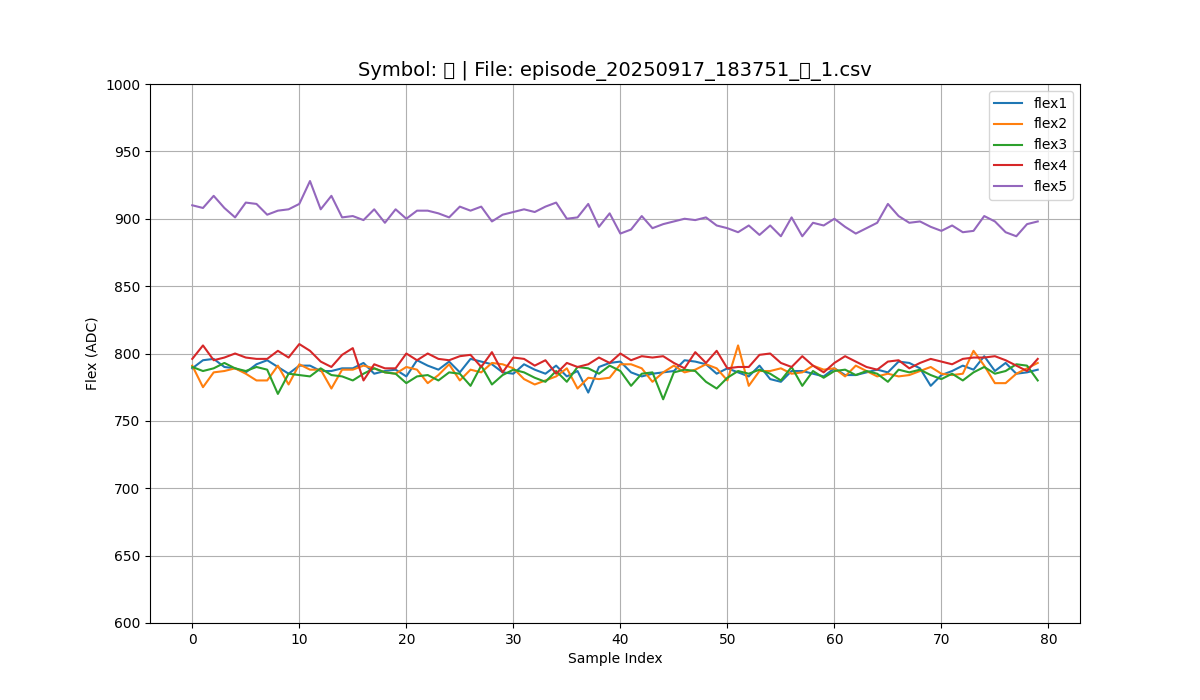 Symbol: | File: episode_20250917_183751_ _1.csv
1000
950
900
850
800
750
700
650
600
Flex (ADC)
flex1
flex2
flex3
flex4
flex5
0 10 20 30 40 50 60 70 80
Sample Index